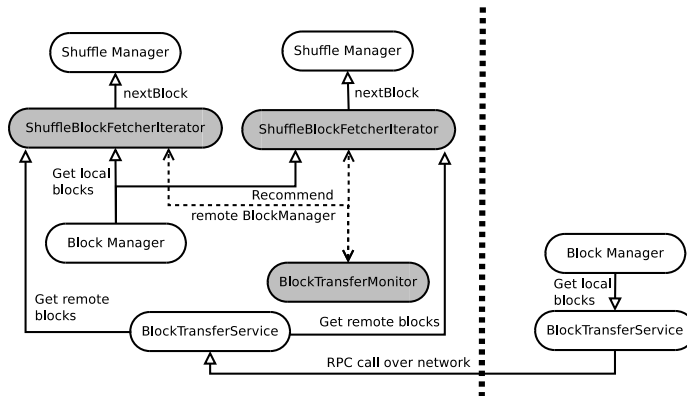 Shuffle Manager
Shuffle Manager
nextBlock
nextBlock
ShuffleBlockFetcherIterator
ShuffleBlockFetcherIterator
Get local
blocks
Recommend
remote BlockManager
Block Manager
Block Manager
BlockTransferMonitor
Get local
blocks
Get remote
blocks
BlockTransferService
Get remote blocks
BlockTransferService
RPC call over network